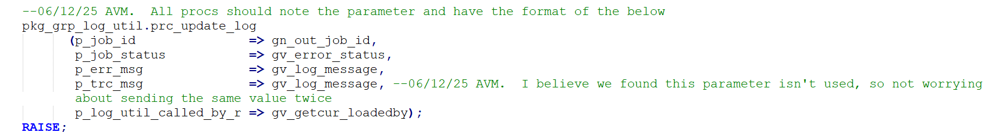 --06/12/25 AVM.  All procs should note the parameter and have the format of the below
pkg_grp_log_util.prc_update_log
(p_job_id => gn_out_job_id,
p_job_status => gv_error_status,
p_err_msg => gv_log_message,
p_trc_msg => gv_log_message, --06/12/25 AVM.  I believe we found this parameter isn't used, so not worrying
about sending the same value twice
p_log_util_called_by_r => gv_getcur_loadedby);
RAISE;